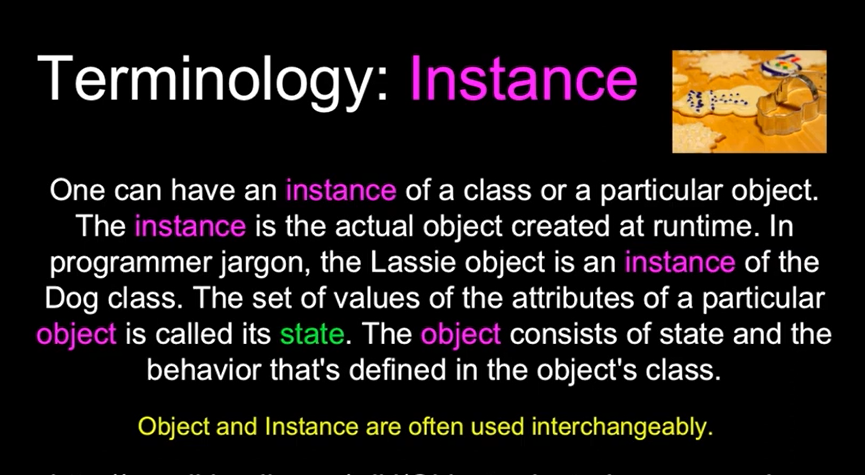 Terminology: Instance
One can have an instance of a class or a particular object.
The instance is the actual object created at runtime. In
programmer jargon, the Lassie object is an instance of the
Dog class. The set of values of the attributes of a particular
object is called its state. The object consists of state and the
behavior that's defined in the object's class.
Object and Instance are often used interchangeably.